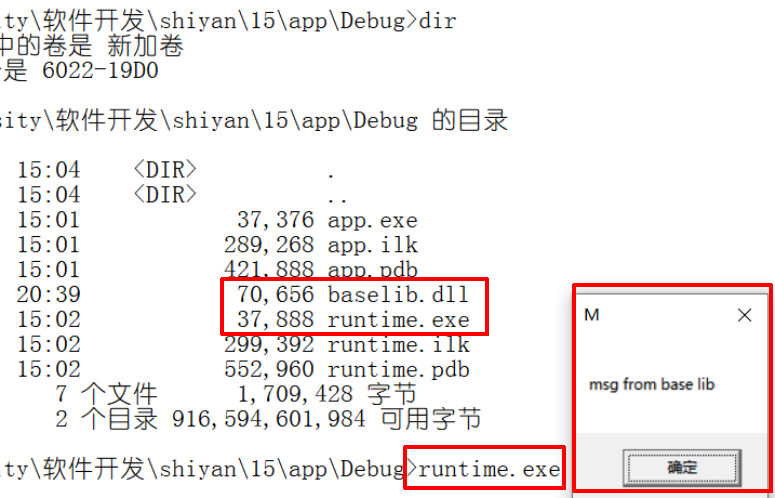 ity\软件开发\shiyan\15\app\Debug>dir
中的卷是 新加卷
是 6022-19D0
sity\软件开发\shiyan\15\app\Debug 的目录
15:04 <DIR> .
15:04 <DIR> ..
15:01 37,376 app.exe
15:01 289,268 app.ilk
15:01 421,888 app.pdb
20:39 70,656 baselib.dll
15:02 37,888 runtime.exe
15:02 299,392 runtime.ilk
15:02 552,960 runtime.pdb
7 个文件 1,709,428 字节
2 个目录 916,594,601,984 可用字节
ity\软件开发\shiyan\15\app\Debug>runtime.exe
M
msg from base lib
确定